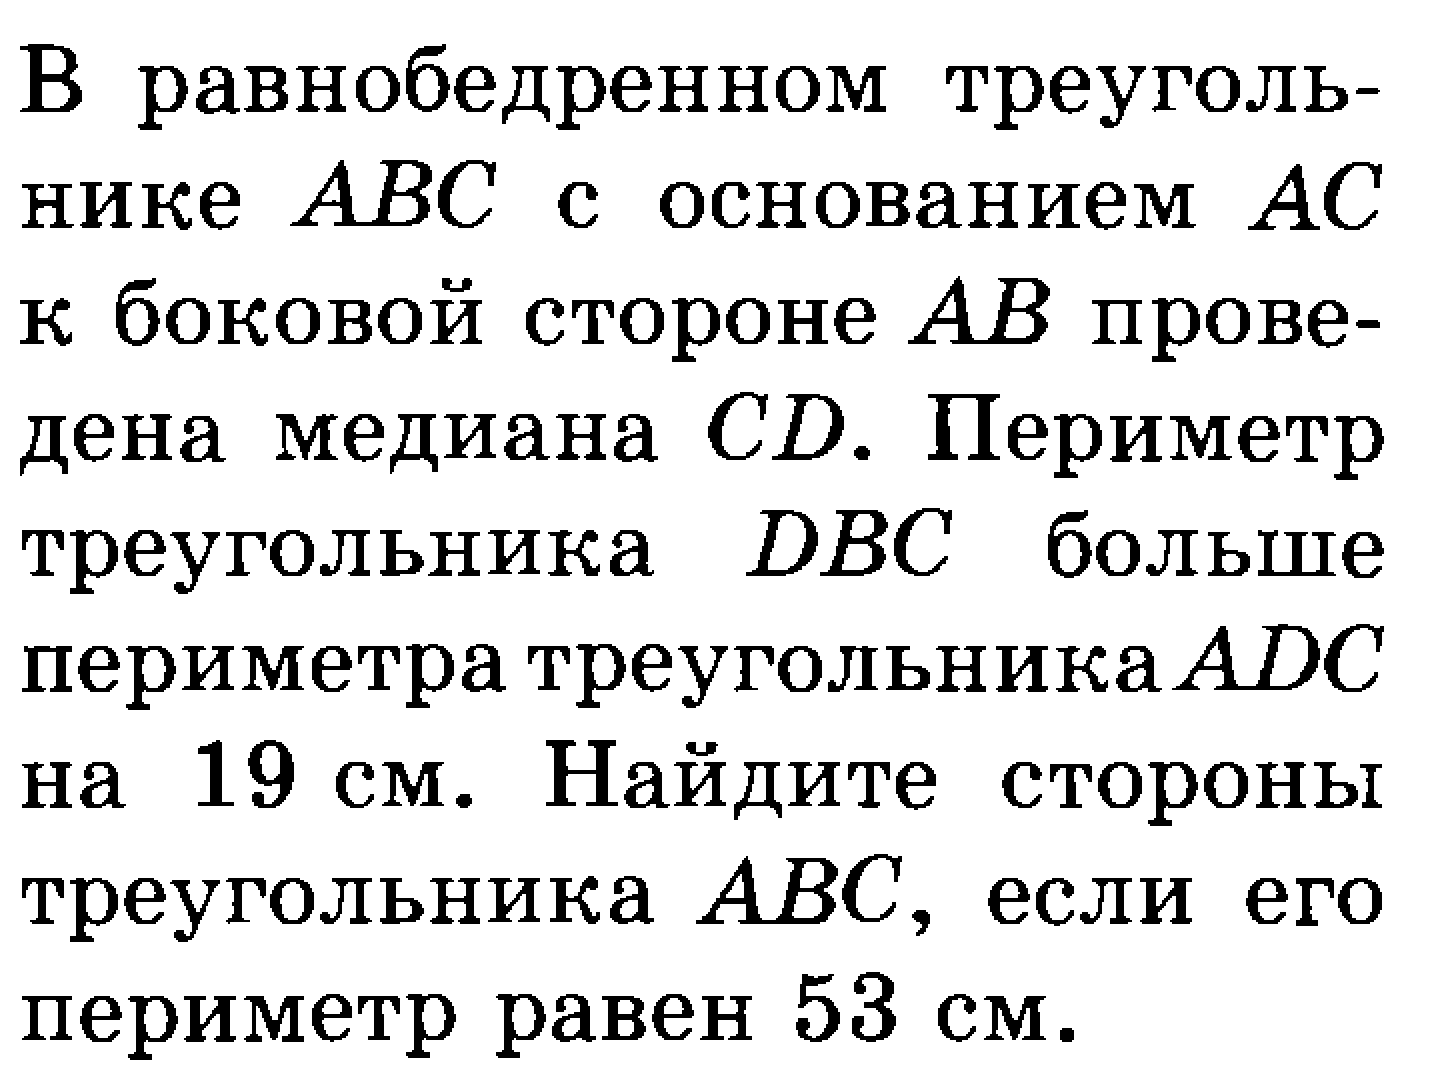 В равнобедренном треуголь-
нике ABC с основанием AC
к боковой стороне AB прове-
дена медиана CD. Периметр
треугольника DBC больше
периметра треугольника ADC
на 19 см. Найдите стороны
треугольника ABC, если его
периметр равен 53 см.